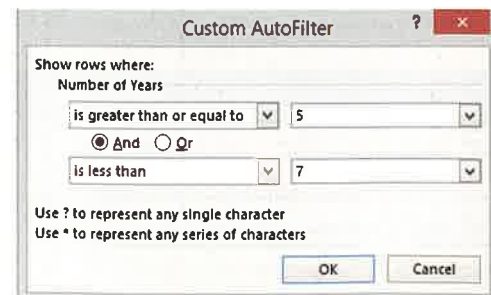 Custom AutoFilter ?
Show rows where:
Number of Years
is greater than or equal to 5
And Or
is less than 7
Use ? to represent any single character
Use * to represent any series of characters
OK Cancel